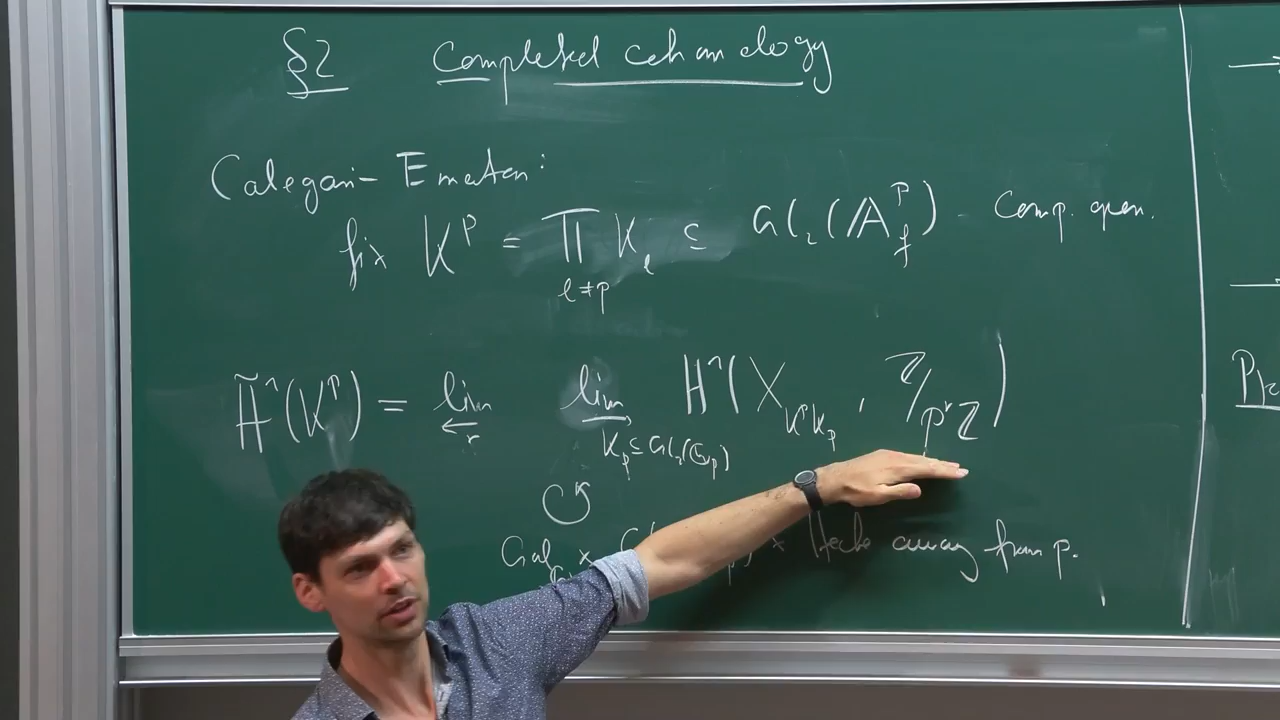 §2 Completed cohomology
Calegari-Emerton:
fix K^p = ∏_{ℓ≠p} K_ℓ ⊆ GL_2(𝔸_f^p) - comp. open.
H̃^n(K^p) = lim_{←r} lim_{→ K_p⊆GL_2(ℚ_p)} H^n(X_{K^pK_p}, ℤ/p^rℤ)
↺
Gal × × Hecke away from p.
P